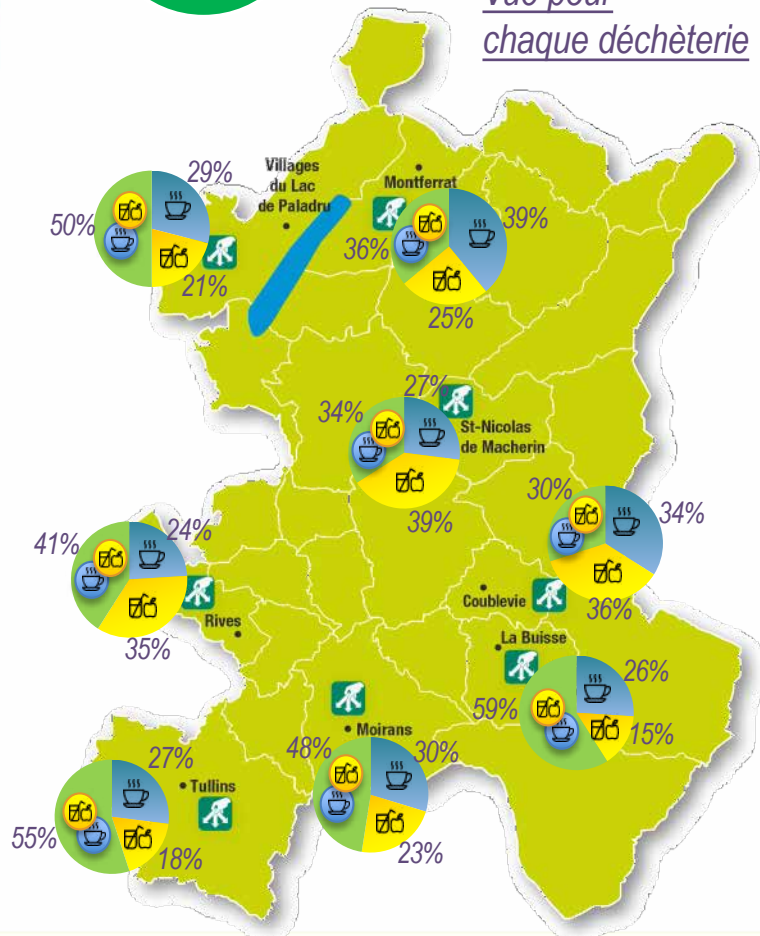 vue pour
chaque déchèterie
Villages
du Lac
de Paladru
Montferrat
29%
50%
21%
39%
36%
25%
27%
34%
St-Nicolas
de Macherin
39%
30%
34%
36%
41%
24%
35%
Rives
Coublevie
La Buisse
26%
59%
15%
Moirans
48%
30%
23%
27%
Tullins
55%
18%